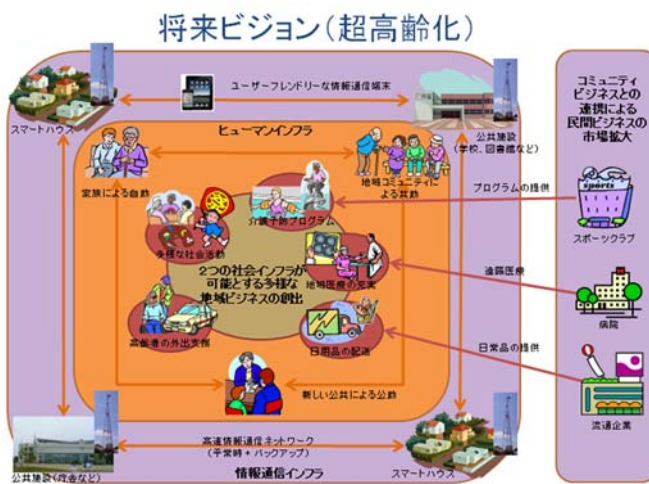 将来ビジョン(超高齢化)
スマートハウス
ユーザーフレンドリーな情報通信端末
公共施設
(学校、図書館など)
ヒューマンインフラ
家族による自助
地域コミュニティ
による共助
介護予防プログラム
多様な社会活動
2つの社会インフラが
可能とする多様な
地域ビジネスの創出
地域医療の充実
高齢者の外出支援
日用品の配送
新しい公共による公助
高速情報通信ネットワーク
(平常時+バックアップ)
公共施設(庁舎など)
情報通信インフラ
スマートハウス
コミュニティ
ビジネスとの
連携による
民間ビジネスの
市場拡大
プログラムの提供
sports
スポーツクラブ
遠隔医療
病院
日常品の提供
流通企業